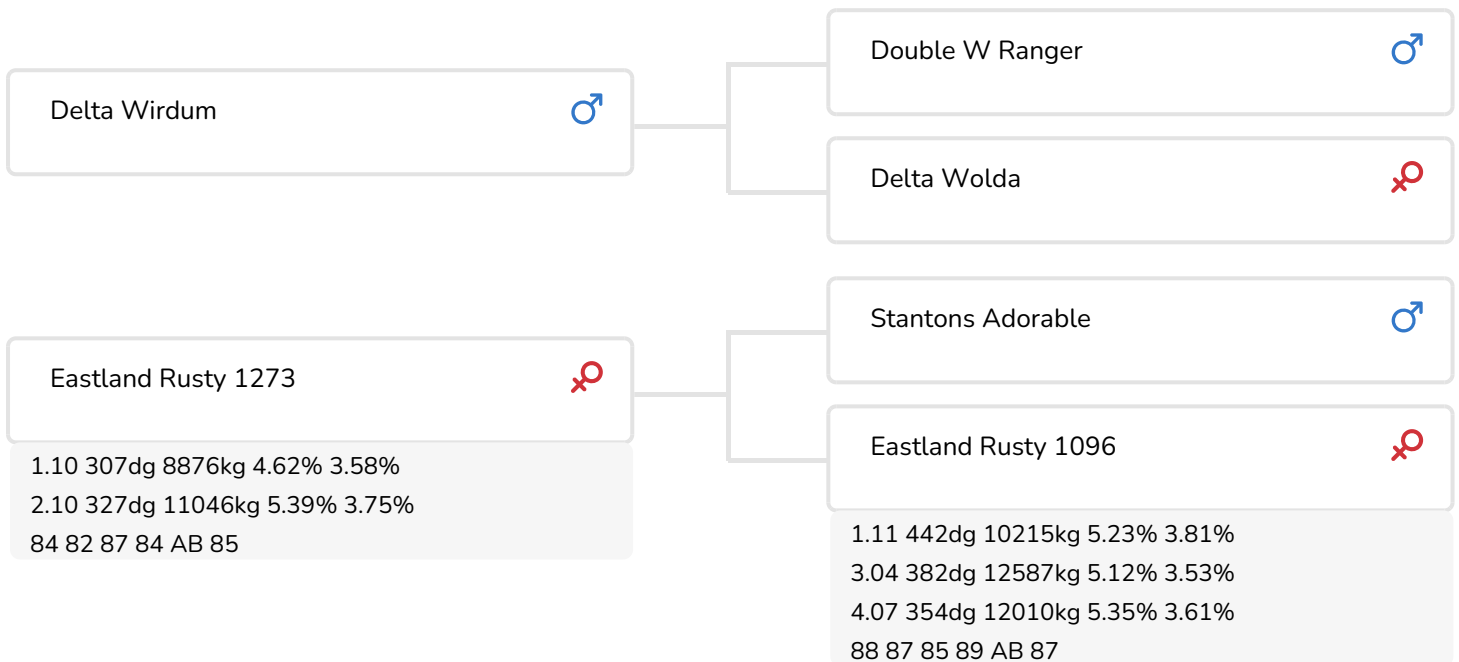 Delta Wirdum
Double W Ranger
Delta Wolda
Eastland Rusty 1273
1.10 307dg 8876kg 4.62% 3.58%
2.10 327dg 11046kg 5.39% 3.75%
84 82 87 84 AB 85
Stantons Adorable
Eastland Rusty 1096
1.11 442dg 10215kg 5.23% 3.81%
3.04 382dg 12587kg 5.12% 3.53%
4.07 354dg 12010kg 5.35% 3.61%
88 87 85 89 AB 87